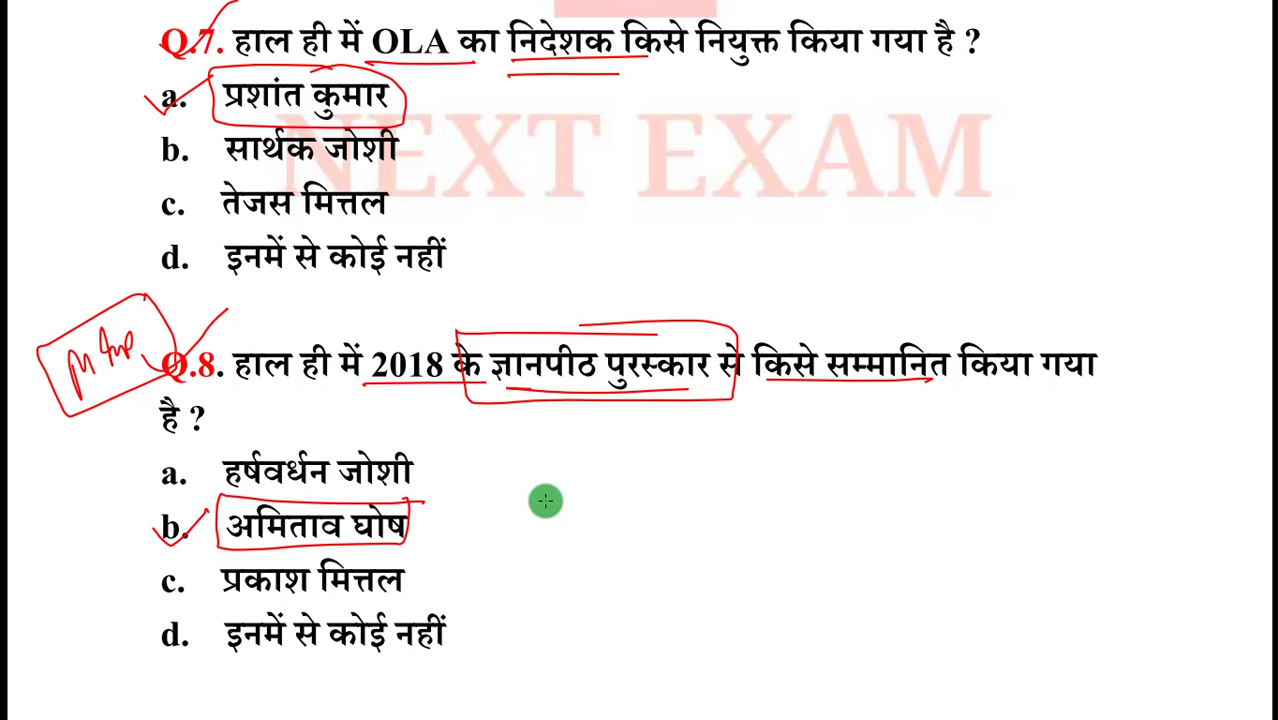 Q.7. हाल ही में OLA का निदेशक किसे नियुक्त किया गया है ?
a. प्रशांत कुमार
NEXT EXAM
b. सार्थक जोशी
c. तेजस मित्तल
d. इनमें से कोई नहीं
Q.8. हाल ही में 2018 के ज्ञानपीठ पुरस्कार से किसे सम्मानित किया गया
है ?
a. हर्षवर्धन जोशी
b. अमिताव घोष
c. प्रकाश मित्तल
d. इनमें से कोई नहीं